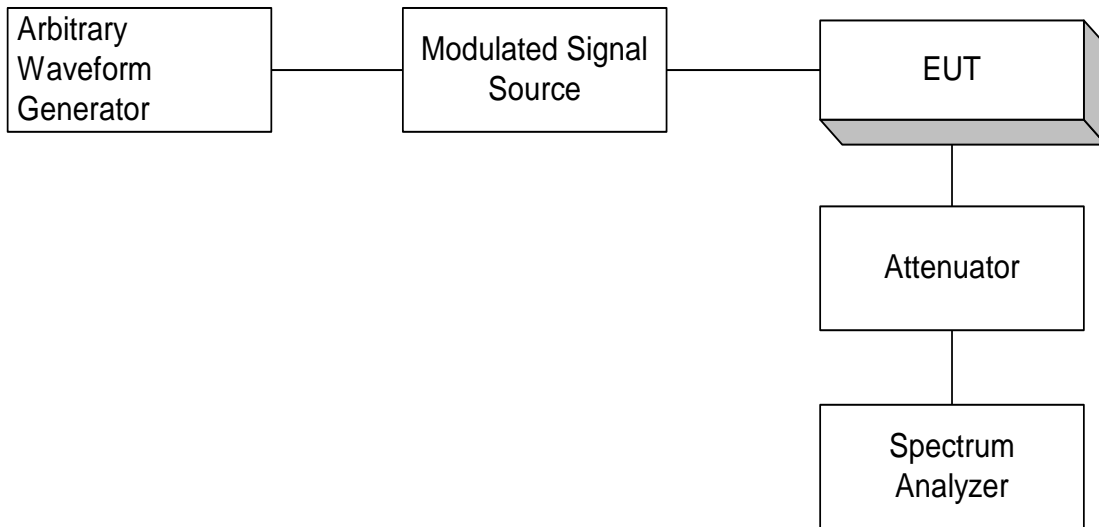 Arbitrary
Waveform
Generator
Modulated Signal
Source
EUT
Attenuator
Spectrum
Analyzer